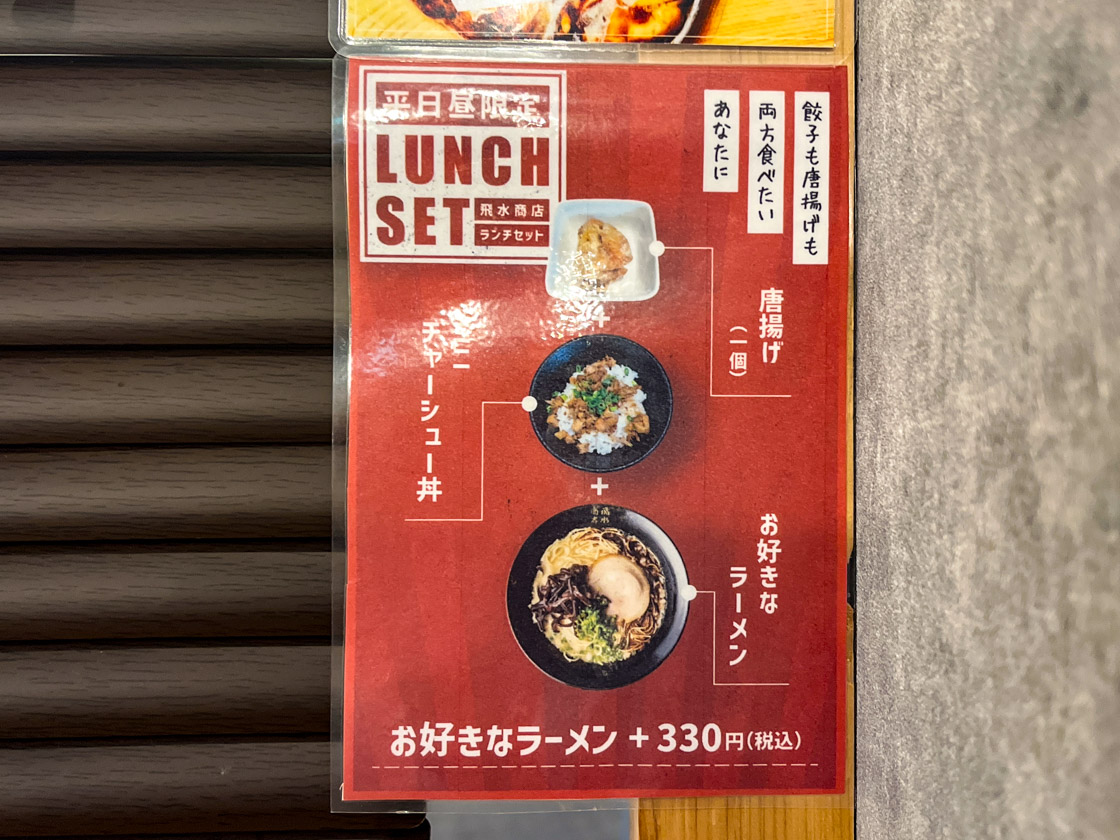 平日昼限定
LUNCH
SET
飛水商店
ランチセット
餃子も唐揚げも
両方食べたい
あなたに
唐揚げ
(一個)
+
ミニ
チャーシュー丼
+
お好きな
ラーメン
お好きなラーメン + 330円(税込)